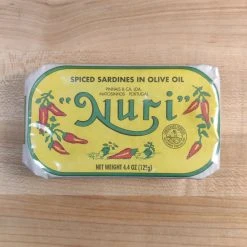 SPICED SARDINES IN OLIVE OIL
PINHAIS & CA, LDA.
MATOSINHOS - PORTUGAL
"Nuri"
NET WEIGHT 4.4 OZ (125g)